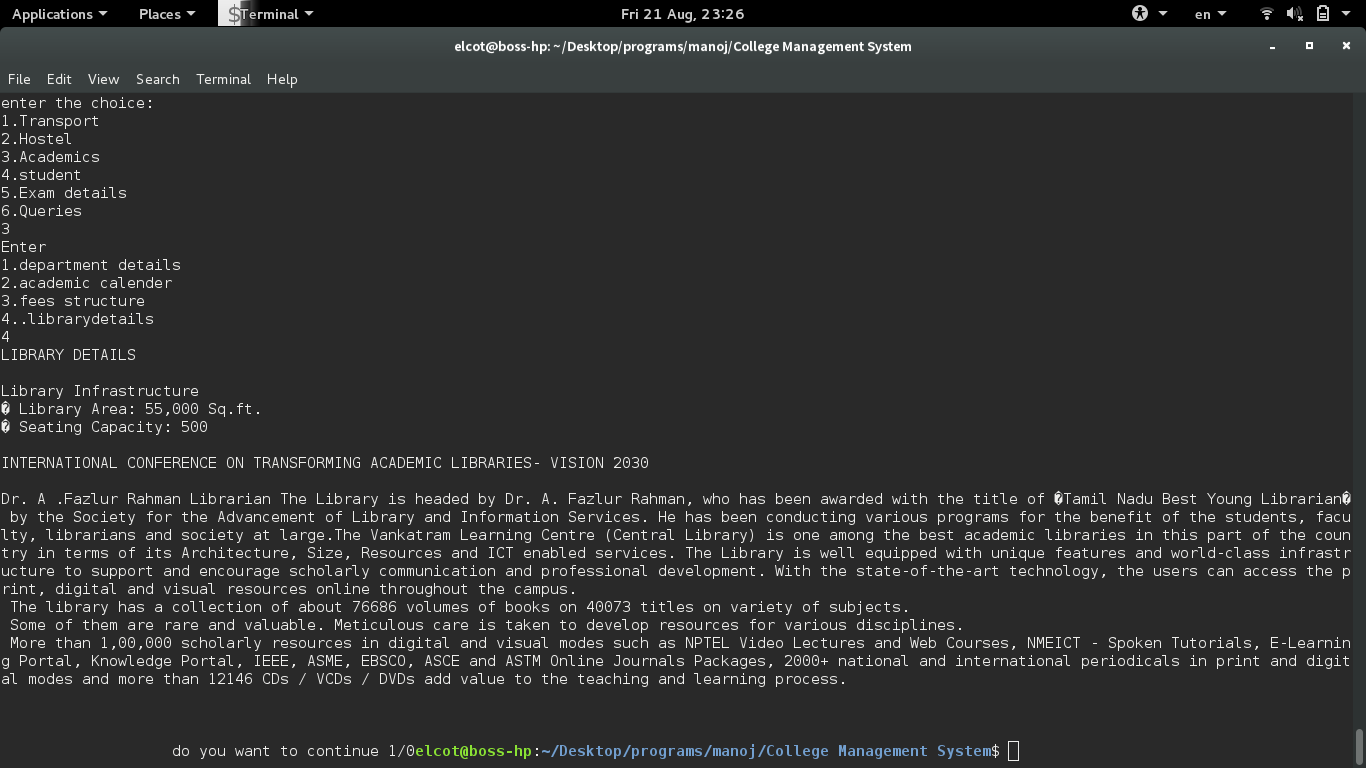 Applications Places $ Terminal Fri 21 Aug, 23:26 en
elcot@boss-hp: ~/Desktop/programs/manoj/College Management System
File Edit View Search Terminal Help
enter the choice:
1.Transport
2.Hostel
3.Academics
4.student
5.Exam details
6.Queries
3
Enter
1.department details
2.academic calender
3.fees structure
4..librarydetails
4
LIBRARY DETAILS
Library Infrastructure
� Library Area: 55,000 Sq.ft.
� Seating Capacity: 500
INTERNATIONAL CONFERENCE ON TRANSFORMING ACADEMIC LIBRARIES- VISION 2030
Dr. A .Fazlur Rahman Librarian The Library is headed by Dr. A. Fazlur Rahman, who has been awarded with the title of �Tamil Nadu Best Young Librarian�
by the Society for the Advancement of Library and Information Services. He has been conducting various programs for the benefit of the students, facu
lty, librarians and society at large.The Vankatram Learning Centre (Central Library) is one among the best academic libraries in this part of the coun
try in terms of its Architecture, Size, Resources and ICT enabled services. The Library is well equipped with unique features and world-class infrastr
ucture to support and encourage scholarly communication and professional development. With the state-of-the-art technology, the users can access the p
rint, digital and visual resources online throughout the campus.
The library has a collection of about 76686 volumes of books on 40073 titles on variety of subjects.
Some of them are rare and valuable. Meticulous care is taken to develop resources for various disciplines.
More than 1,00,000 scholarly resources in digital and visual modes such as NPTEL Video Lectures and Web Courses, NMEICT - Spoken Tutorials, E-Learnin
g Portal, Knowledge Portal, IEEE, ASME, EBSCO, ASCE and ASTM Online Journals Packages, 2000+ national and international periodicals in print and digit
al modes and more than 12146 CDs / VCDs / DVDs add value to the teaching and learning process.
do you want to continue 1/0elcot@boss-hp:~/Desktop/programs/manoj/College Management System$